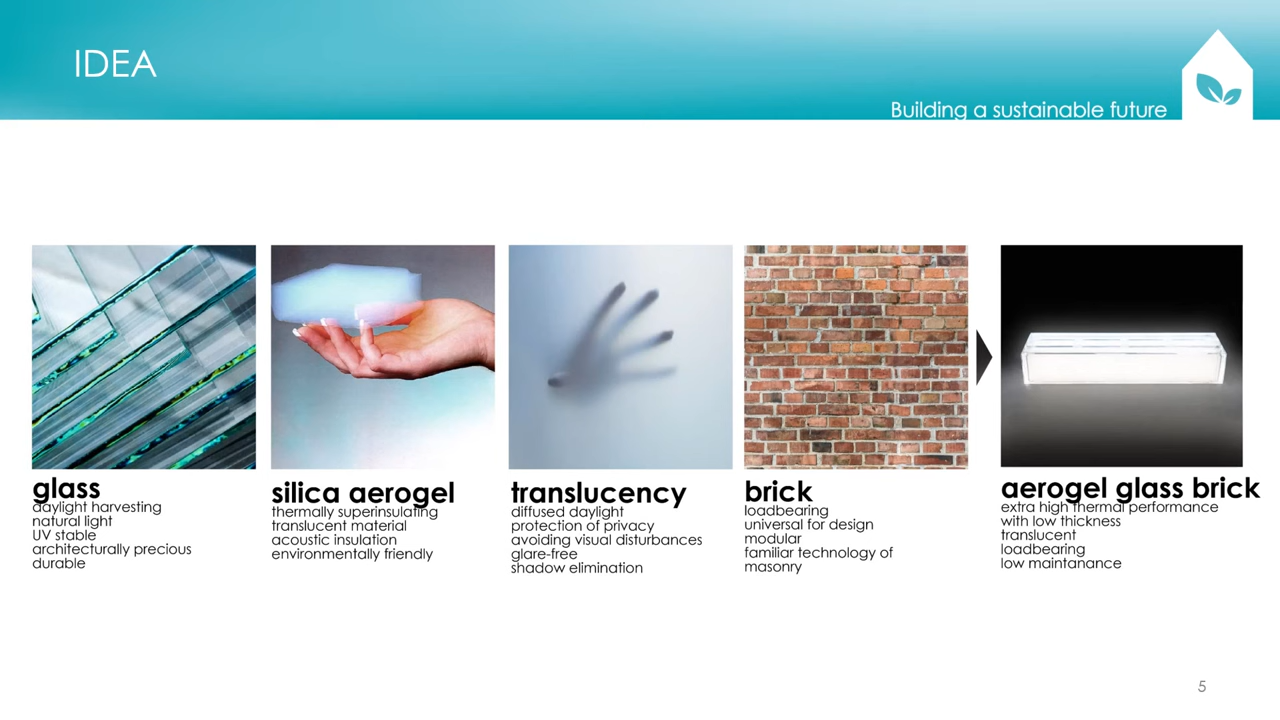 IDEA
Building a sustainable future
glass
daylight harvesting
natural light
UV stable
architecturally precious
durable
silica aerogel
thermally superinsulating
translucent material
acoustic insulation
environmentally friendly
translucency
diffused daylight
protection of privacy
avoiding visual disturbances
glare-free
shadow elimination
brick
loadbearing
universal for design
modular
familiar technology of
masonry
aerogel glass brick
extra high thermal performance
with low thickness
translucent
loadbearing
low maintanance
5